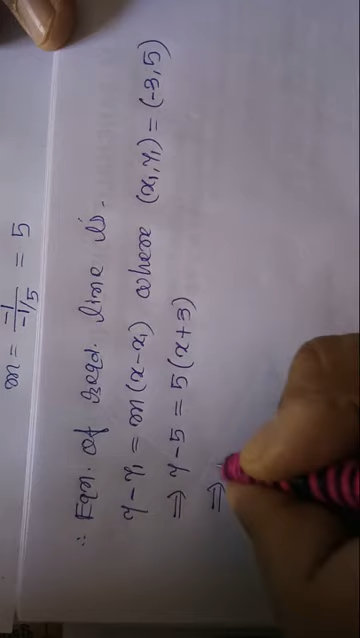 m = -1/(-1/5) = 5
∴ Eqn. of reqd. line is.
y - y₁ = m(x - x₁) where (x₁, y₁) = (-3, 5)
⇒ y - 5 = 5(x + 3)
⇒